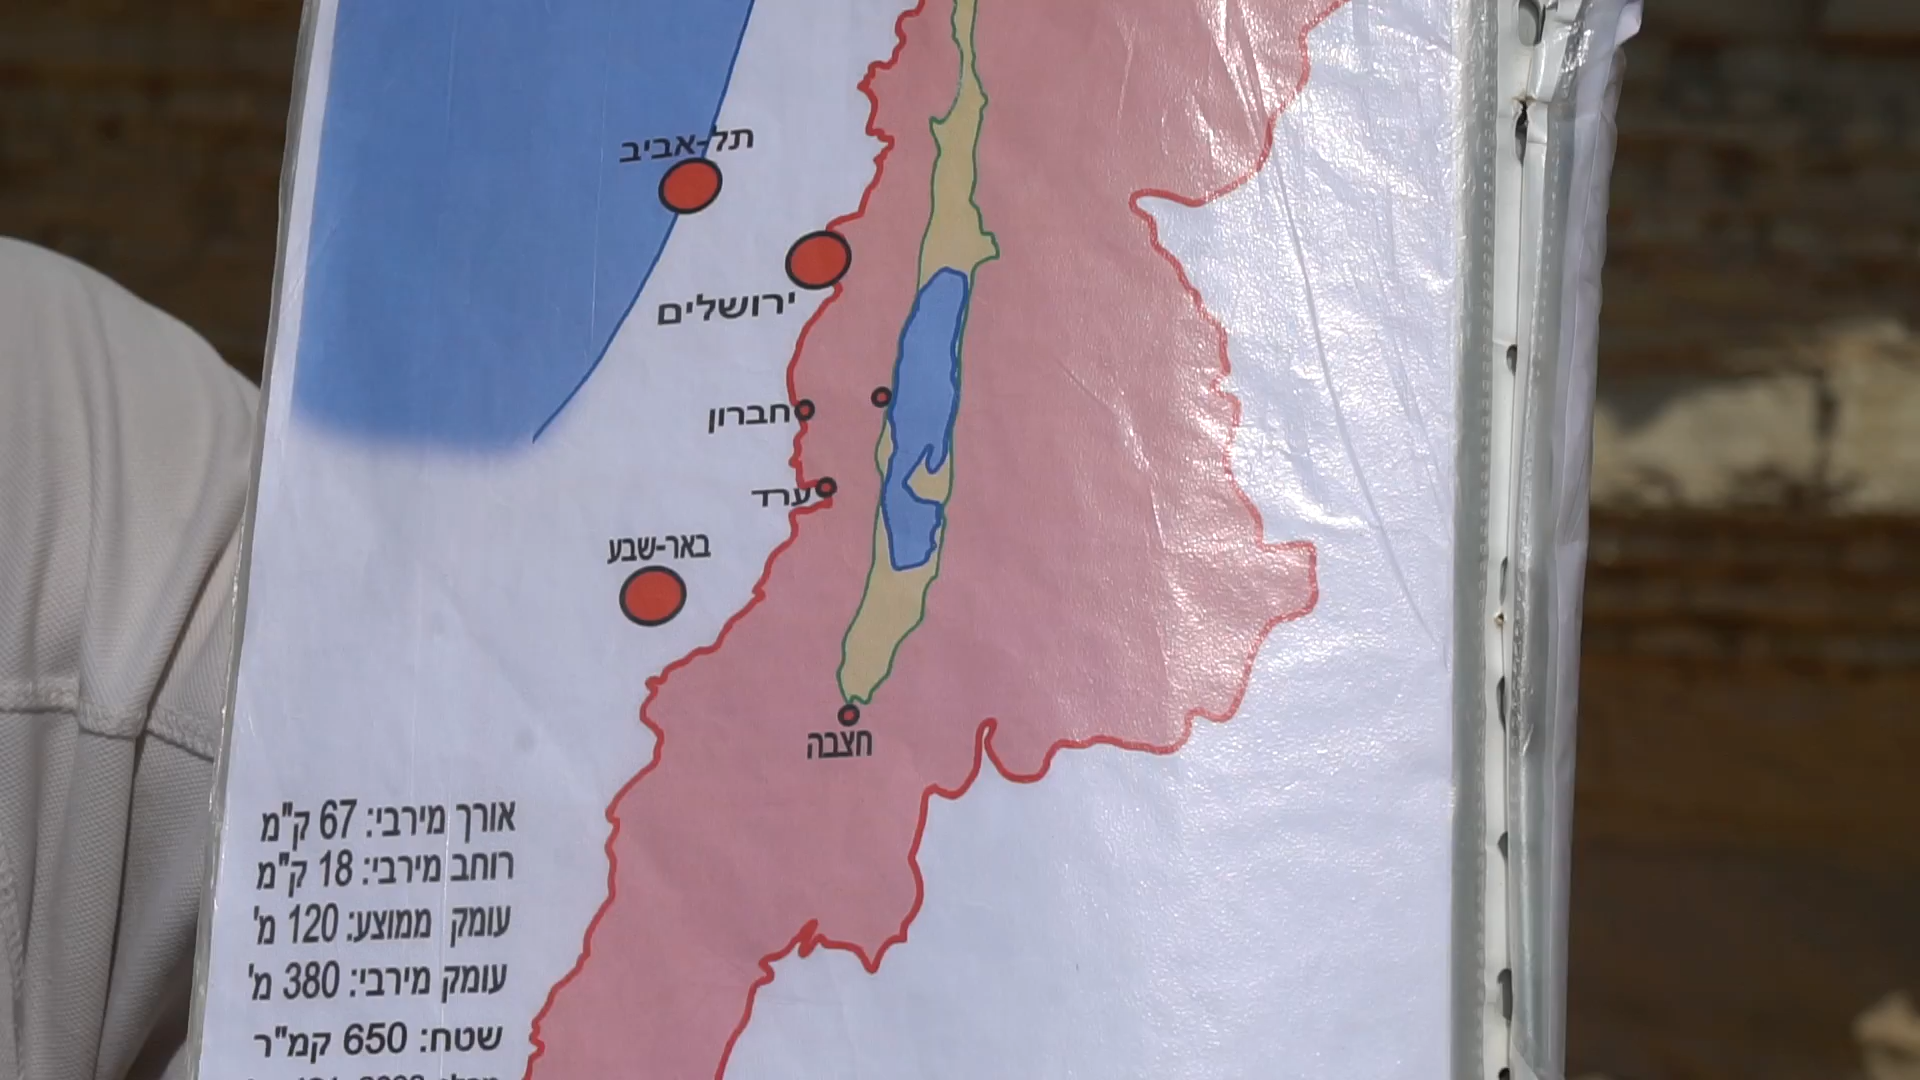 תל-אביב
ירושלים
חברון
ערד
באר-שבע
חצבה
אורך מירבי: 67 ק"מ
רוחב מירבי: 18 ק"מ
עומק ממוצע: 120 מ'
עומק מירבי: 380 מ'
שטח: 650 קמ"ר